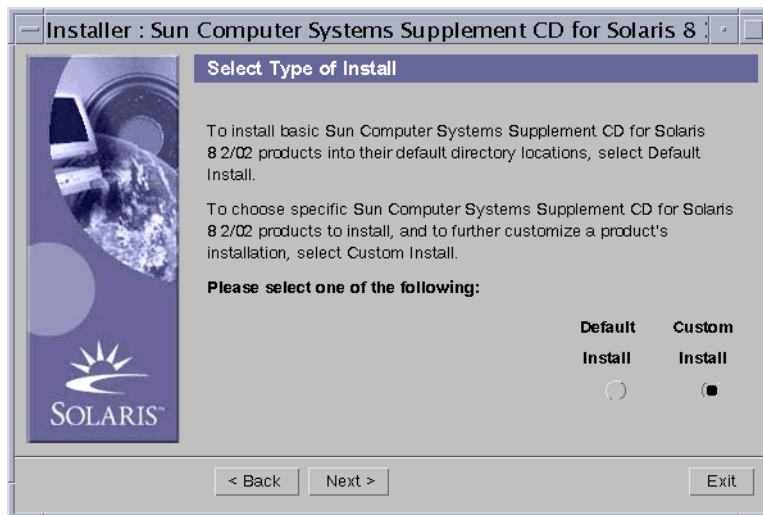 Installer : Sun Computer Systems Supplement CD for Solaris 8
Select Type of Install
To install basic Sun Computer Systems Supplement CD for Solaris
8 2/02 products into their default directory locations, select Default
Install.
To choose specific Sun Computer Systems Supplement CD for Solaris
8 2/02 products to install, and to further customize a product's
installation, select Custom Install.
Please select one of the following:
Default Custom
Install Install
SOLARIS™
< Back Next > Exit